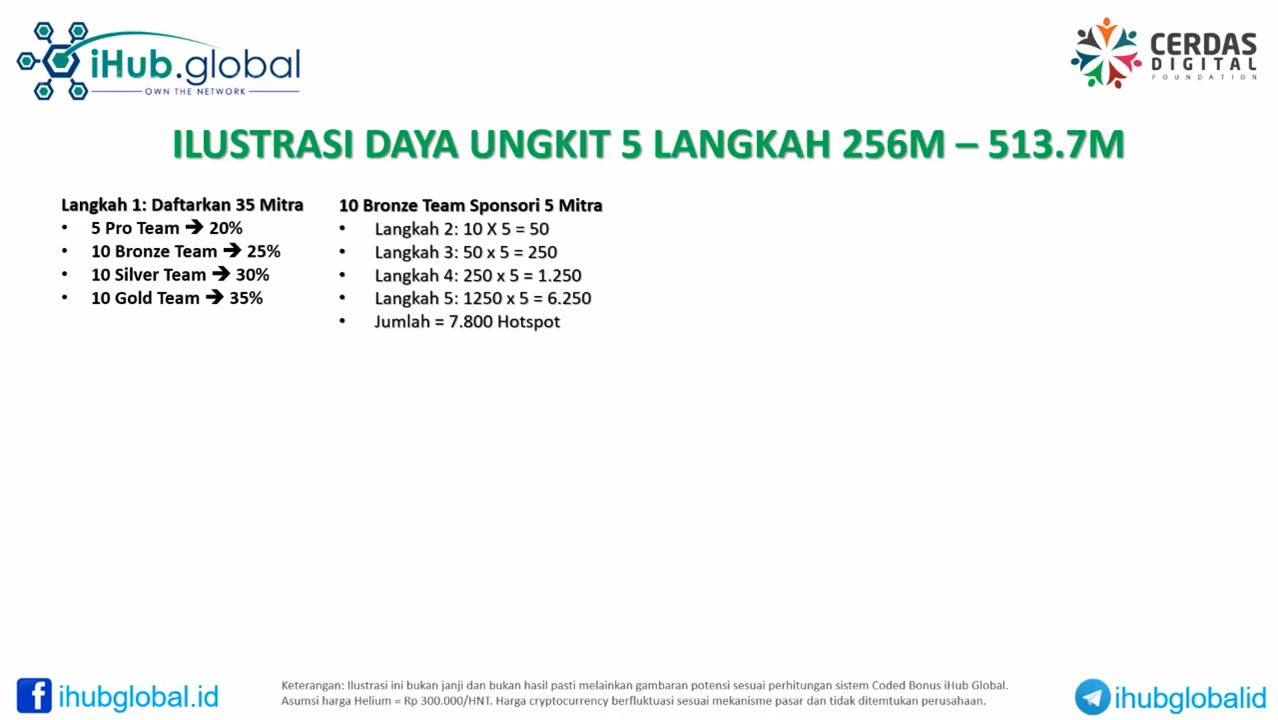 iHub.global
OWN THE NETWORK
CERDAS
DIGITAL
FOUNDATION
ILUSTRASI DAYA UNGKIT 5 LANGKAH 256M – 513.7M
Langkah 1: Daftarkan 35 Mitra
• 5 Pro Team ➔ 20%
• 10 Bronze Team ➔ 25%
• 10 Silver Team ➔ 30%
• 10 Gold Team ➔ 35%
10 Bronze Team Sponsori 5 Mitra
• Langkah 2: 10 X 5 = 50
• Langkah 3: 50 x 5 = 250
• Langkah 4: 250 x 5 = 1.250
• Langkah 5: 1250 x 5 = 6.250
• Jumlah = 7.800 Hotspot
ihubglobal.id
Keterangan: Ilustrasi ini bukan janji dan bukan hasil pasti melainkan gambaran potensi sesuai perhitungan sistem Coded Bonus iHub Global.
Asumsi harga Helium = Rp 300.000/HNT. Harga cryptocurrency berfluktuasi sesuai mekanisme pasar dan tidak ditemtukan perusahaan.
ihubglobalid